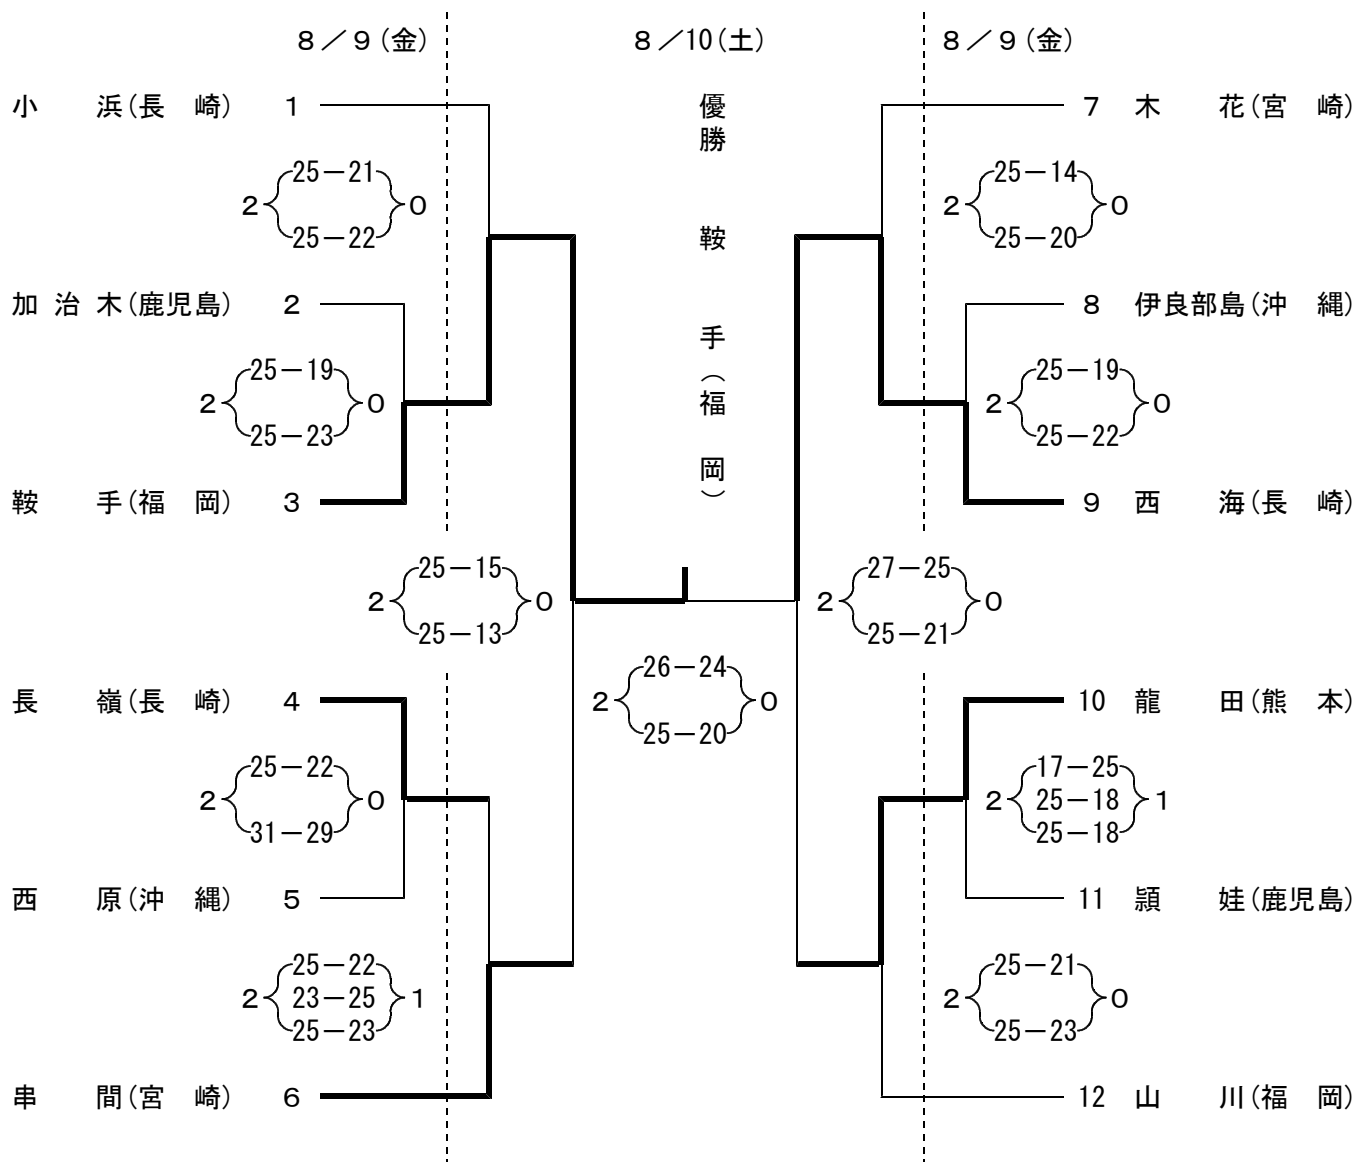 8／9(金)
8／10(土)
8／9(金)
小　浜(長　崎) 1
25－21
2 0
25－22
加治木(鹿児島) 2
25－19
2 0
25－23
鞍　手(福　岡) 3
25－15
2 0
25－13
長　嶺(長　崎) 4
25－22
2 0
31－29
西　原(沖　縄) 5
25－22
2 23－25 1
25－23
串　間(宮　崎) 6
優勝　鞍　手(福　岡)
26－24
2 0
25－20
7 木　花(宮　崎)
25－14
2 0
25－20
8 伊良部島(沖　縄)
25－19
2 0
25－22
9 西　海(長　崎)
27－25
2 0
25－21
10 龍　田(熊　本)
17－25
2 25－18 1
25－18
11 頴　娃(鹿児島)
25－21
2 0
25－23
12 山　川(福　岡)